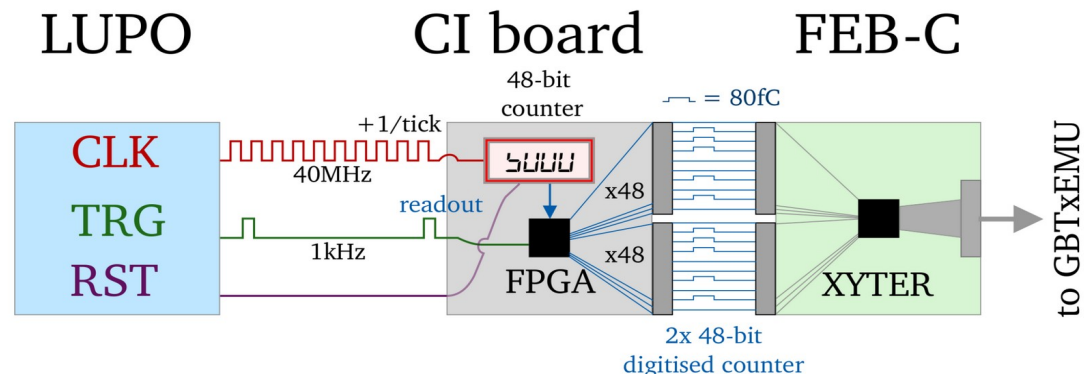 LUPO
CI board
FEB-C
48-bit
counter
= 80fC
CLK
+1/tick
40MHz
5000
TRG
readout
1kHz
x48
x48
FPGA
RST
XYTER
2x 48-bit
digitised counter
to GBTxEMU